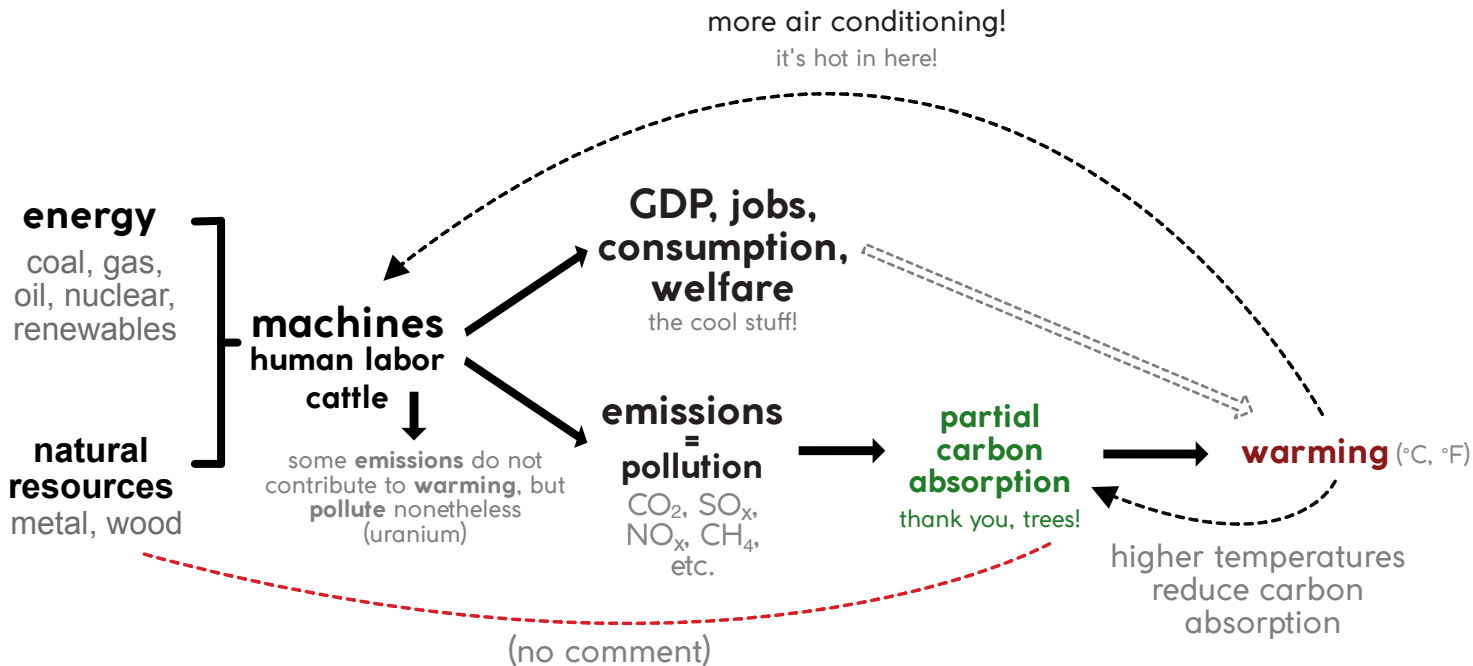 more air conditioning!
it's hot in here!
energy
coal, gas,
oil, nuclear,
renewables
natural
resources
metal, wood
machines
human labor
cattle
some emissions do not
contribute to warming, but
pollute nonetheless
(uranium)
GDP, jobs,
consumption,
welfare
the cool stuff!
emissions
=
pollution
CO₂, SOₓ,
NOₓ, CH₄,
etc.
partial
carbon
absorption
thank you, trees!
warming (°C, °F)
higher temperatures
reduce carbon
absorption
(no comment)